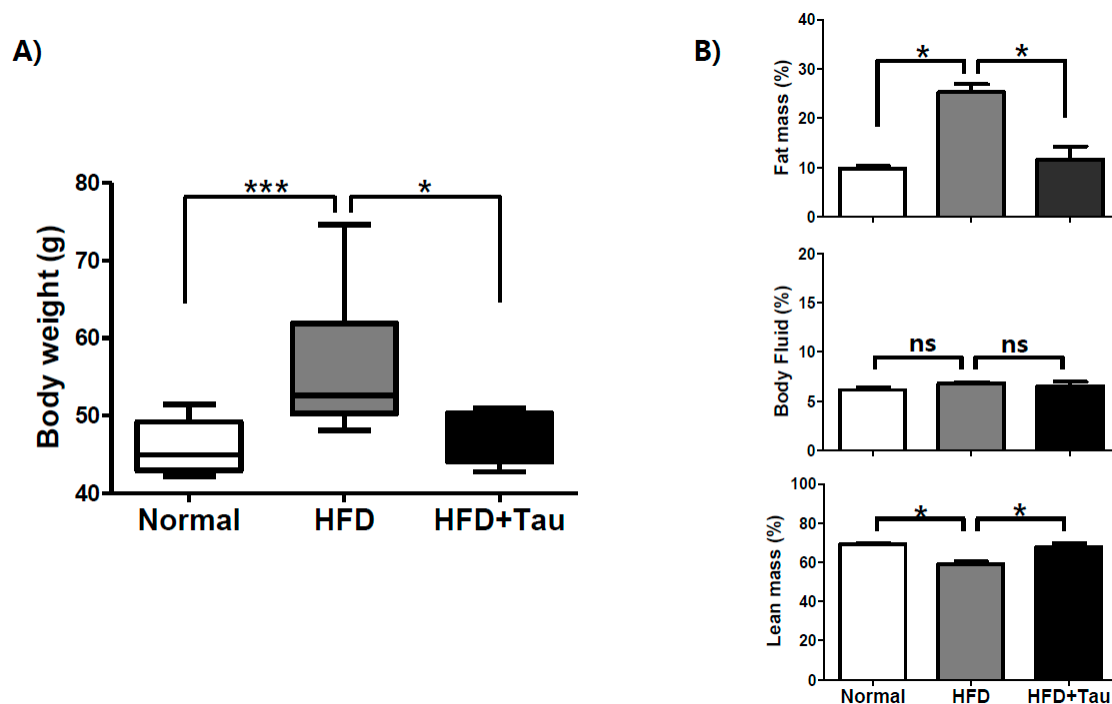 A)
Body weight (g)
80
70
60
50
40
***
*
Normal HFD HFD+Tau
B)
Fat mass (%)
40
30
20
10
0
* *
Body Fluid (%)
20
15
10
5
0
ns ns
Lean mass (%)
100
80
60
40
20
0
* *
Normal HFD HFD+Tau